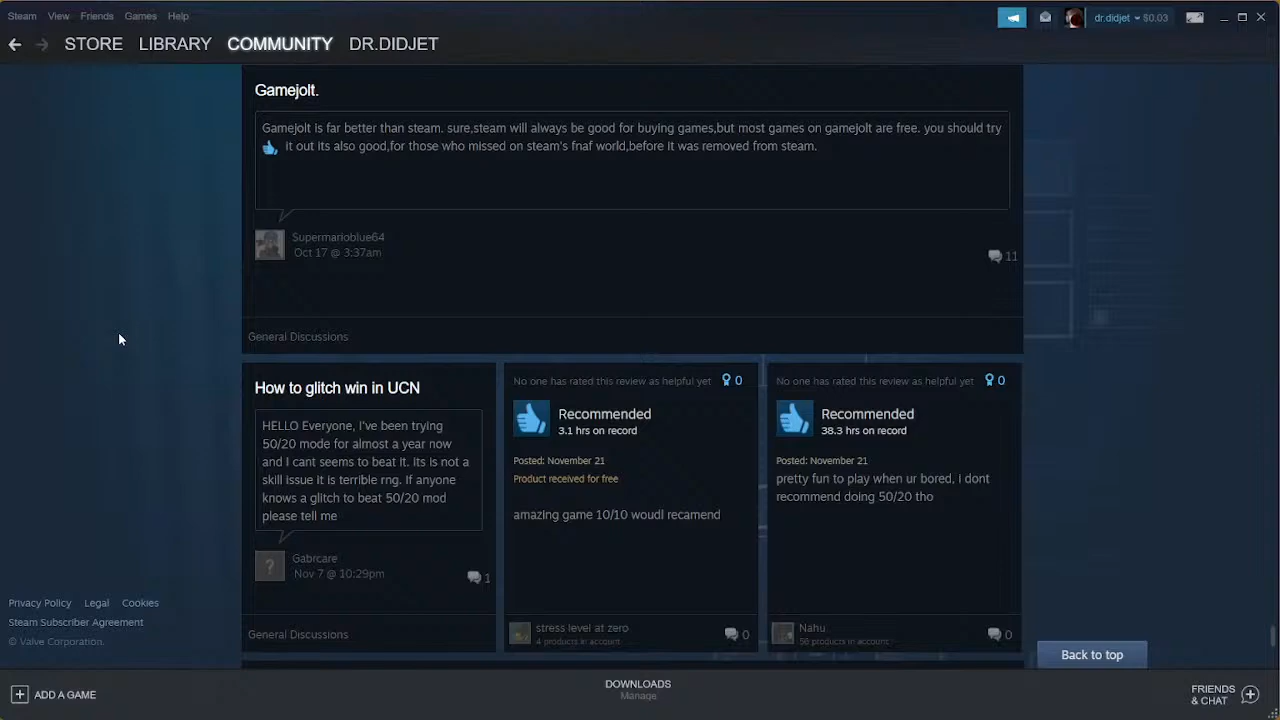 Steam View Friends Games Help
dr.didjet $0.03
STORE LIBRARY COMMUNITY DR.DIDJET
Gamejolt.
Gamejolt is far better than steam. sure,steam will always be good for buying games,but most games on gamejolt are free. you should try
it out its also good,for those who missed on steam's fnaf world,before it was removed from steam.
Supermarioblue64
Oct 17 @ 3:37am
11
General Discussions
How to glitch win in UCN
HELLO Everyone, I've been trying
50/20 mode for almost a year now
and I cant seems to beat it. Its is not a
skill issue it is terrible rng. If anyone
knows a glitch to beat 50/20 mod
please tell me
Gabrcare
Nov 7 @ 10:29pm
1
General Discussions
No one has rated this review as helpful yet 0
Recommended
3.1 hrs on record
Posted: November 21
Product received for free
amazing game 10/10 woudl recamend
stress level at zero
4 products in account
0
No one has rated this review as helpful yet 0
Recommended
38.3 hrs on record
Posted: November 21
pretty fun to play when ur bored, I dont
recommend doing 50/20 tho
Nahu
56 products in account
0
Privacy Policy Legal Cookies
Steam Subscriber Agreement
© Valve Corporation.
Back to top
ADD A GAME
DOWNLOADS
Manage
FRIENDS
& CHAT